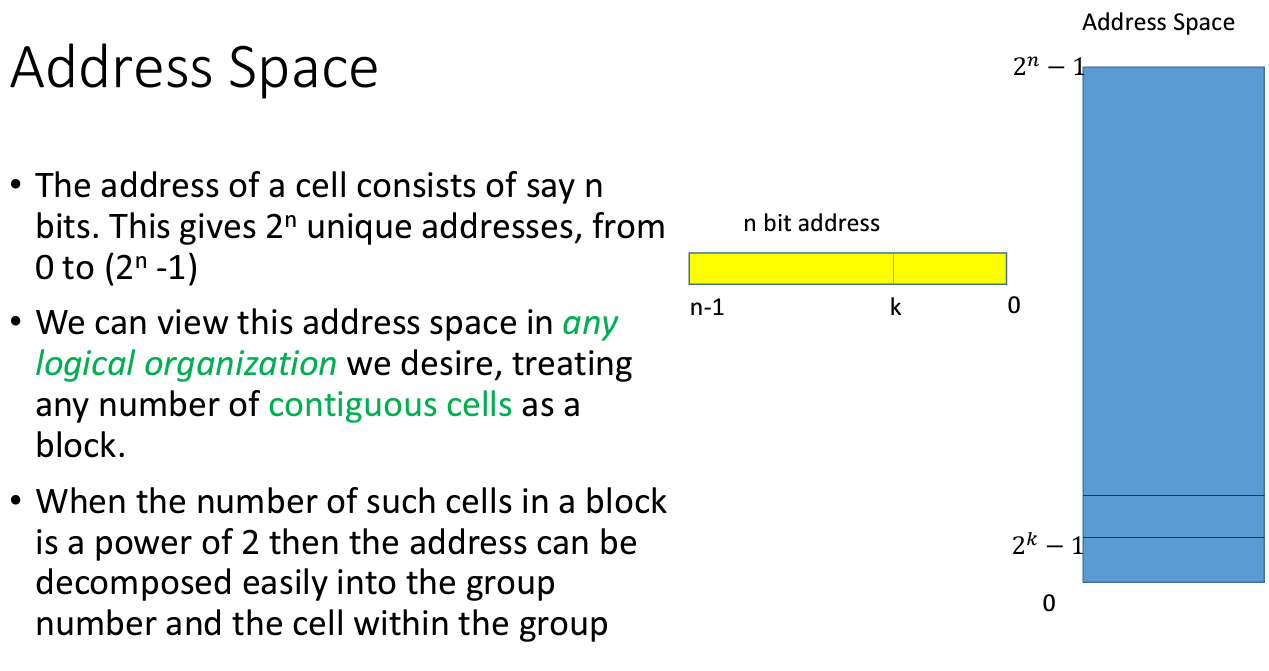 Address Space
• The address of a cell consists of say n
bits. This gives 2ⁿ unique addresses, from
0 to (2ⁿ -1)
• We can view this address space in any
logical organization we desire, treating
any number of contiguous cells as a
block.
• When the number of such cells in a block
is a power of 2 then the address can be
decomposed easily into the group
number and the cell within the group
n bit address
n-1 k 0
Address Space
2ⁿ − 1
2ᵏ − 1
0